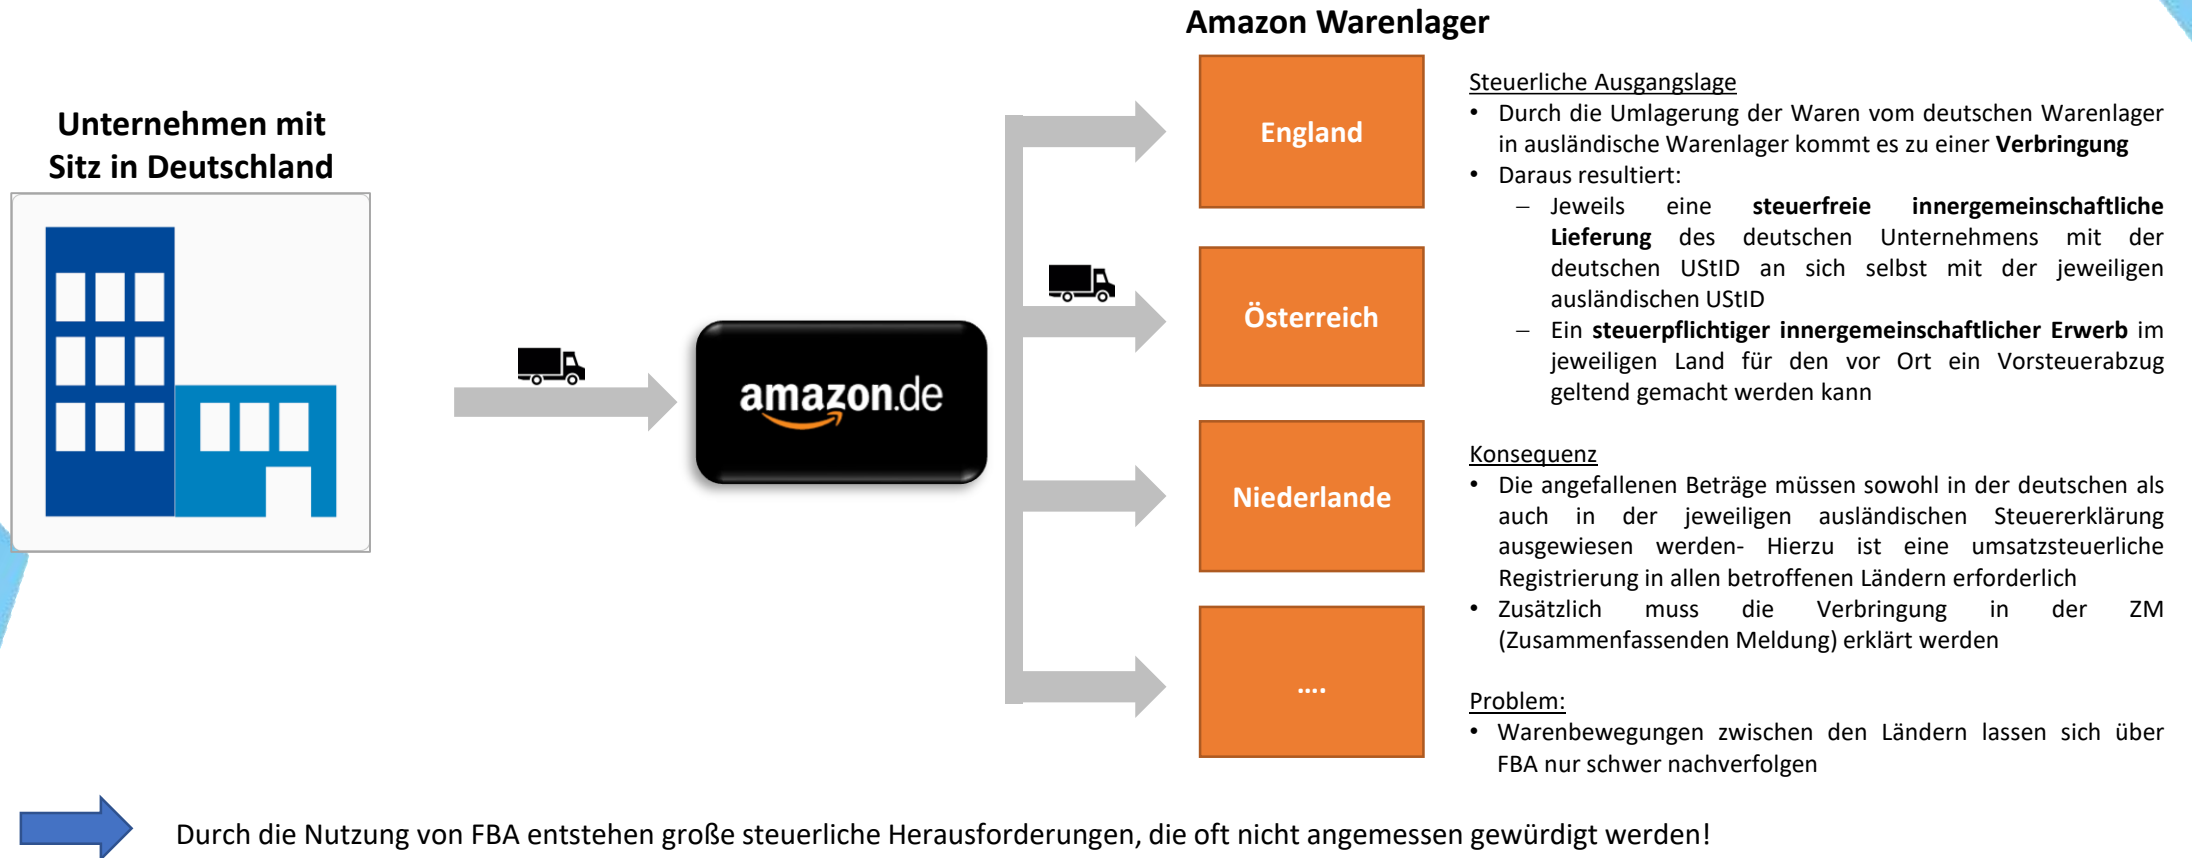 Amazon Warenlager
Unternehmen mit
Sitz in Deutschland
amazon.de
England
Österreich
Niederlande
....
Steuerliche Ausgangslage
• Durch die Umlagerung der Waren vom deutschen Warenlager
in ausländische Warenlager kommt es zu einer Verbringung
• Daraus resultiert:
– Jeweils eine steuerfreie innergemeinschaftliche
Lieferung des deutschen Unternehmens mit der
deutschen UStID an sich selbst mit der jeweiligen
ausländischen UStID
– Ein steuerpflichtiger innergemeinschaftlicher Erwerb im
jeweiligen Land für den vor Ort ein Vorsteuerabzug
geltend gemacht werden kann
Konsequenz
• Die angefallenen Beträge müssen sowohl in der deutschen als
auch in der jeweiligen ausländischen Steuererklärung
ausgewiesen werden- Hierzu ist eine umsatzsteuerliche
Registrierung in allen betroffenen Ländern erforderlich
• Zusätzlich muss die Verbringung in der ZM
(Zusammenfassenden Meldung) erklärt werden
Problem:
• Warenbewegungen zwischen den Ländern lassen sich über
FBA nur schwer nachverfolgen
Durch die Nutzung von FBA entstehen große steuerliche Herausforderungen, die oft nicht angemessen gewürdigt werden!